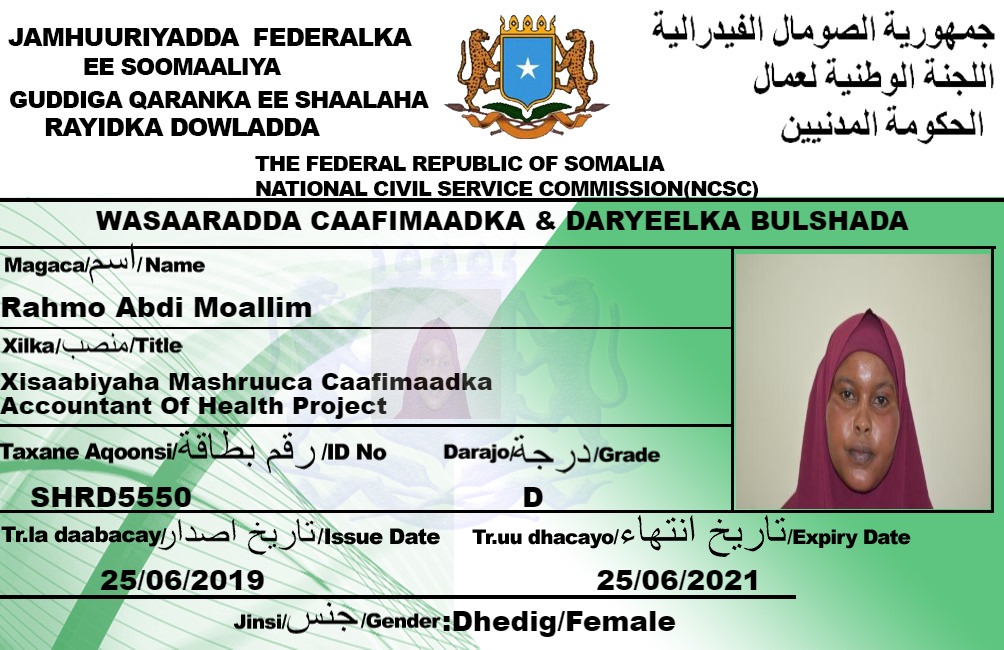 JAMHUURIYADDA FEDERALKA
EE SOOMAALIYA
GUDDIGA QARANKA EE SHAALAHA
RAYIDKA DOWLADDA
جمهورية الصومال الفيدرالية
اللجنة الوطنية لعمال
الحكومة المدنيين
THE FEDERAL REPUBLIC OF SOMALIA
NATIONAL CIVIL SERVICE COMMISSION(NCSC)
WASAARADDA CAAFIMAADKA & DARYEELKA BULSHADA
Magaca/اسم/Name
Rahmo Abdi Moallim
Xilka/منصب/Title
Xisaabiyaha Mashruuca Caafimaadka
Accountant Of Health Project
Taxane Aqoonsi/رقم بطاقة/ID No
SHRD5550
Darajo/درجة/Grade
D
Tr.la daabacay/تاريخ اصدار/Issue Date
25/06/2019
Tr.uu dhacayo/تاريخ انتهاء/Expiry Date
25/06/2021
Jinsi/جنس/Gender:Dhedig/Female